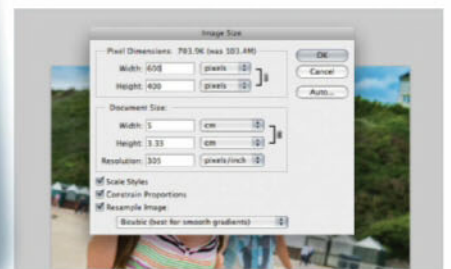 Image Size
Pixel Dimensions: 703.9K (was 103.4M)
OK
Width: 600 pixels
Cancel
Height: 400 pixels
Auto...
Document Size:
Width: 5 cm
Height: 3.33 cm
Resolution: 305 pixels/inch
Scale Styles
Constrain Proportions
Resample Image:
Bicubic (best for smooth gradients)